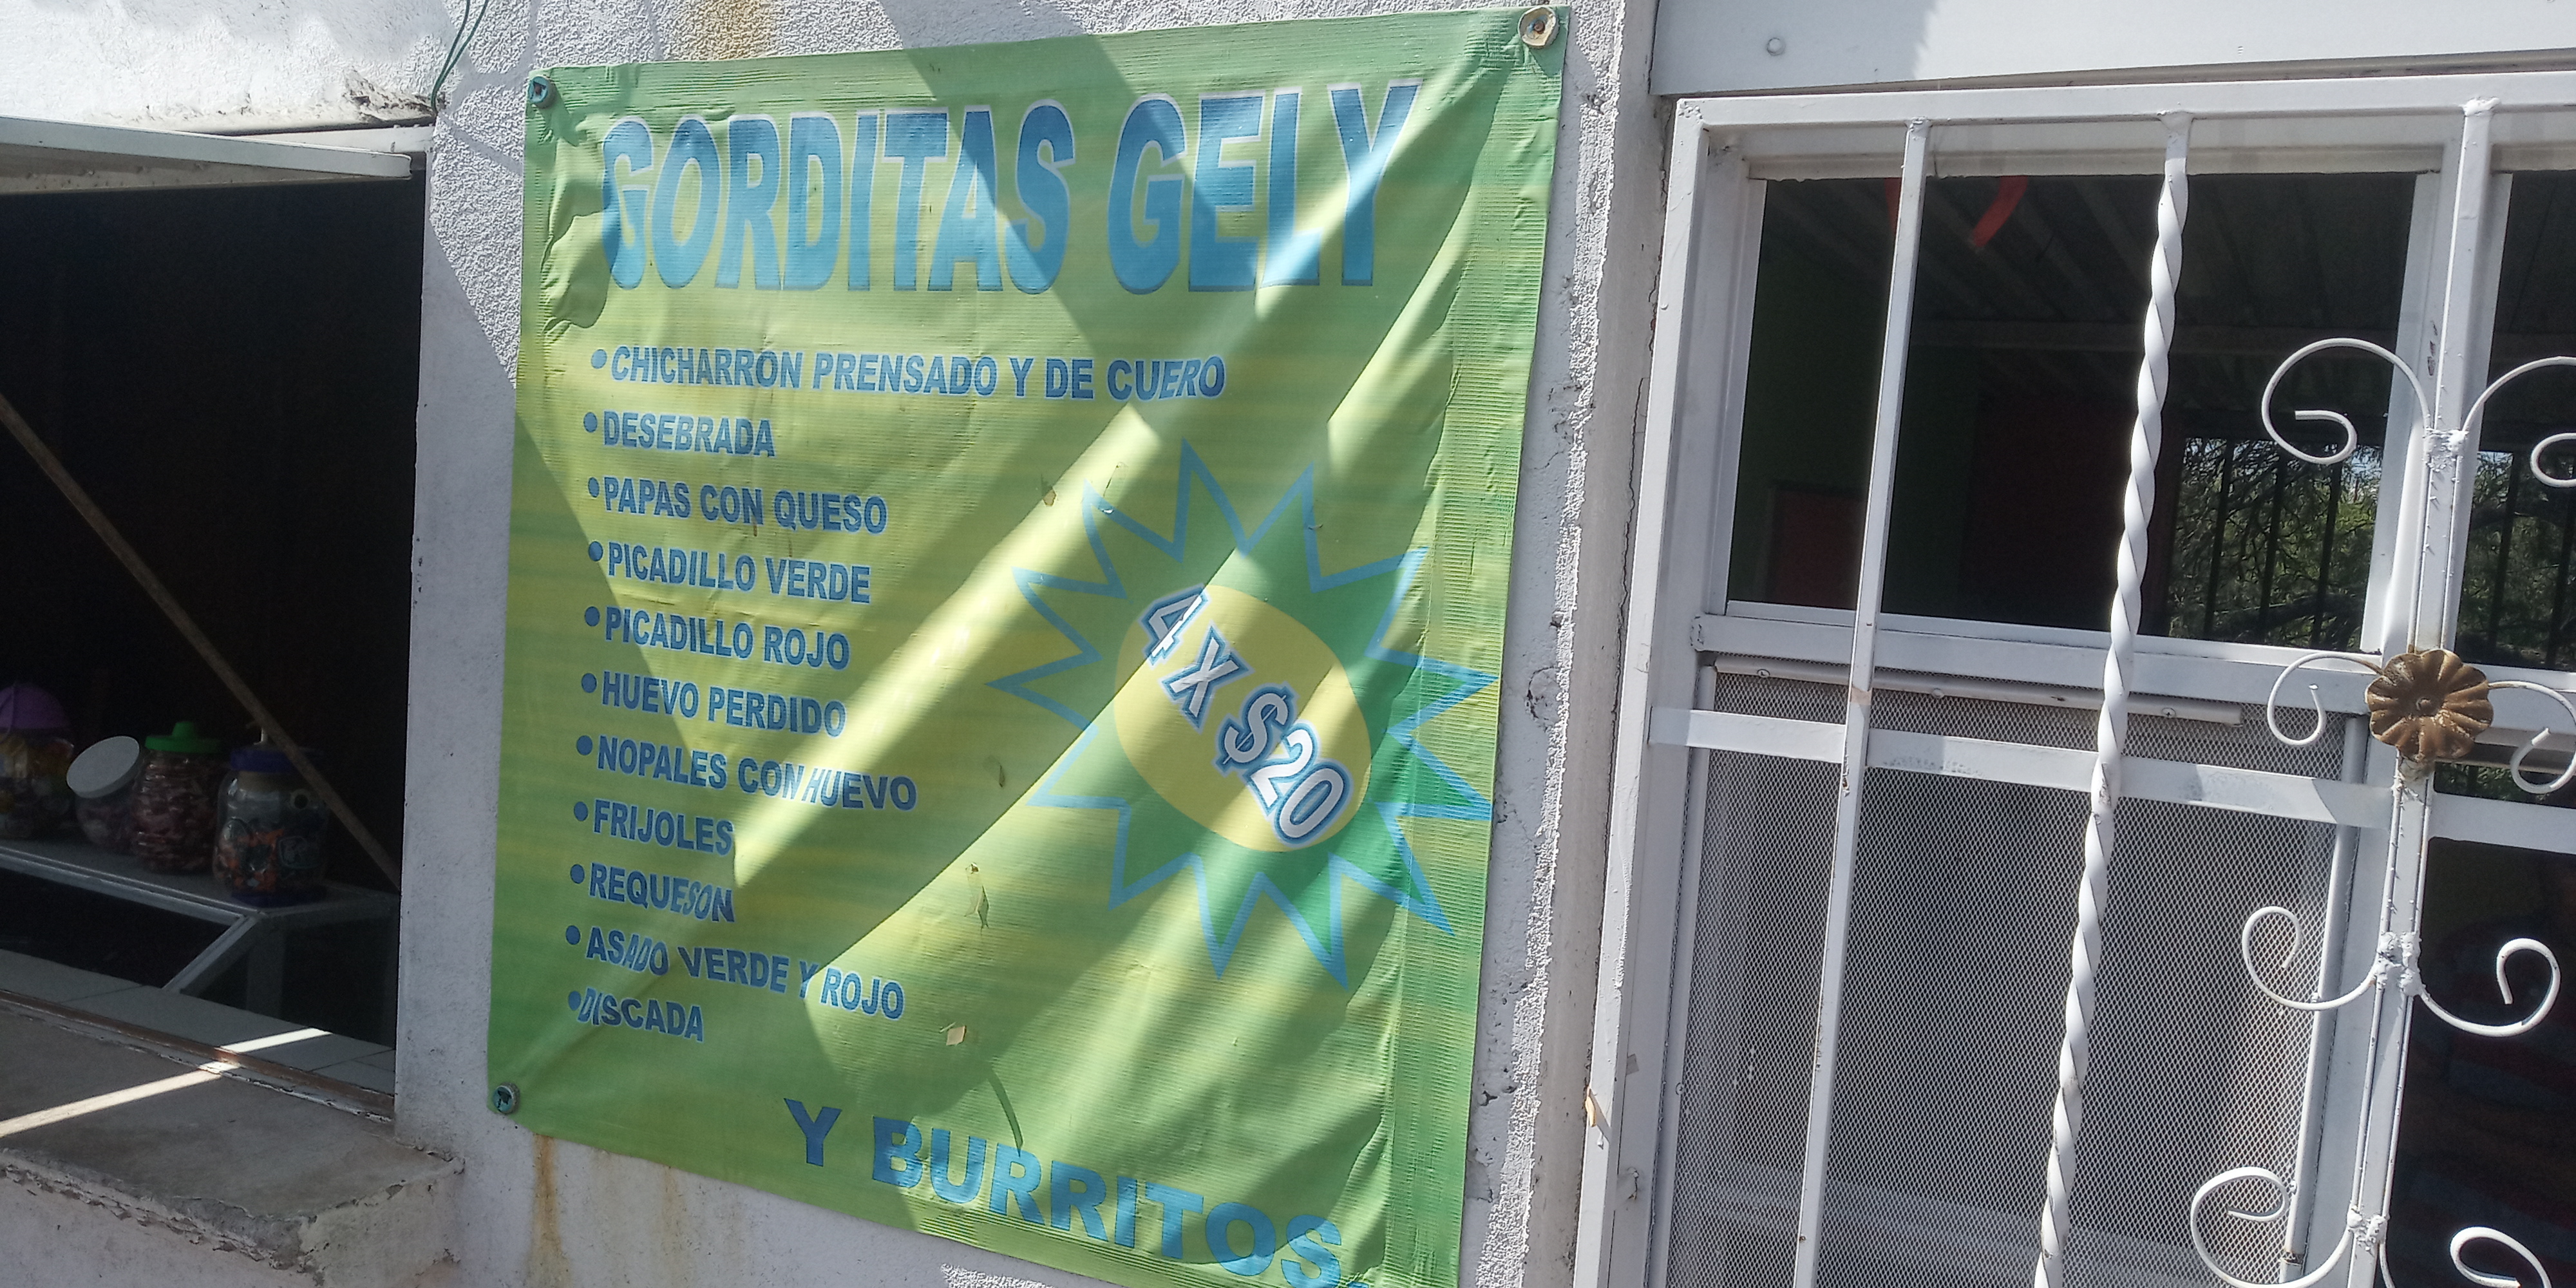 GORDITAS GELY
• CHICHARRON PRENSADO Y DE CUERO
• DESEBRADA
• PAPAS CON QUESO
• PICADILLO VERDE
• PICADILLO ROJO
• HUEVO PERDIDO
• NOPALES CON HUEVO
• FRIJOLES
• REQUESON
• ASADO VERDE Y ROJO
• DISCADA
4 X $20
Y BURRITOS.